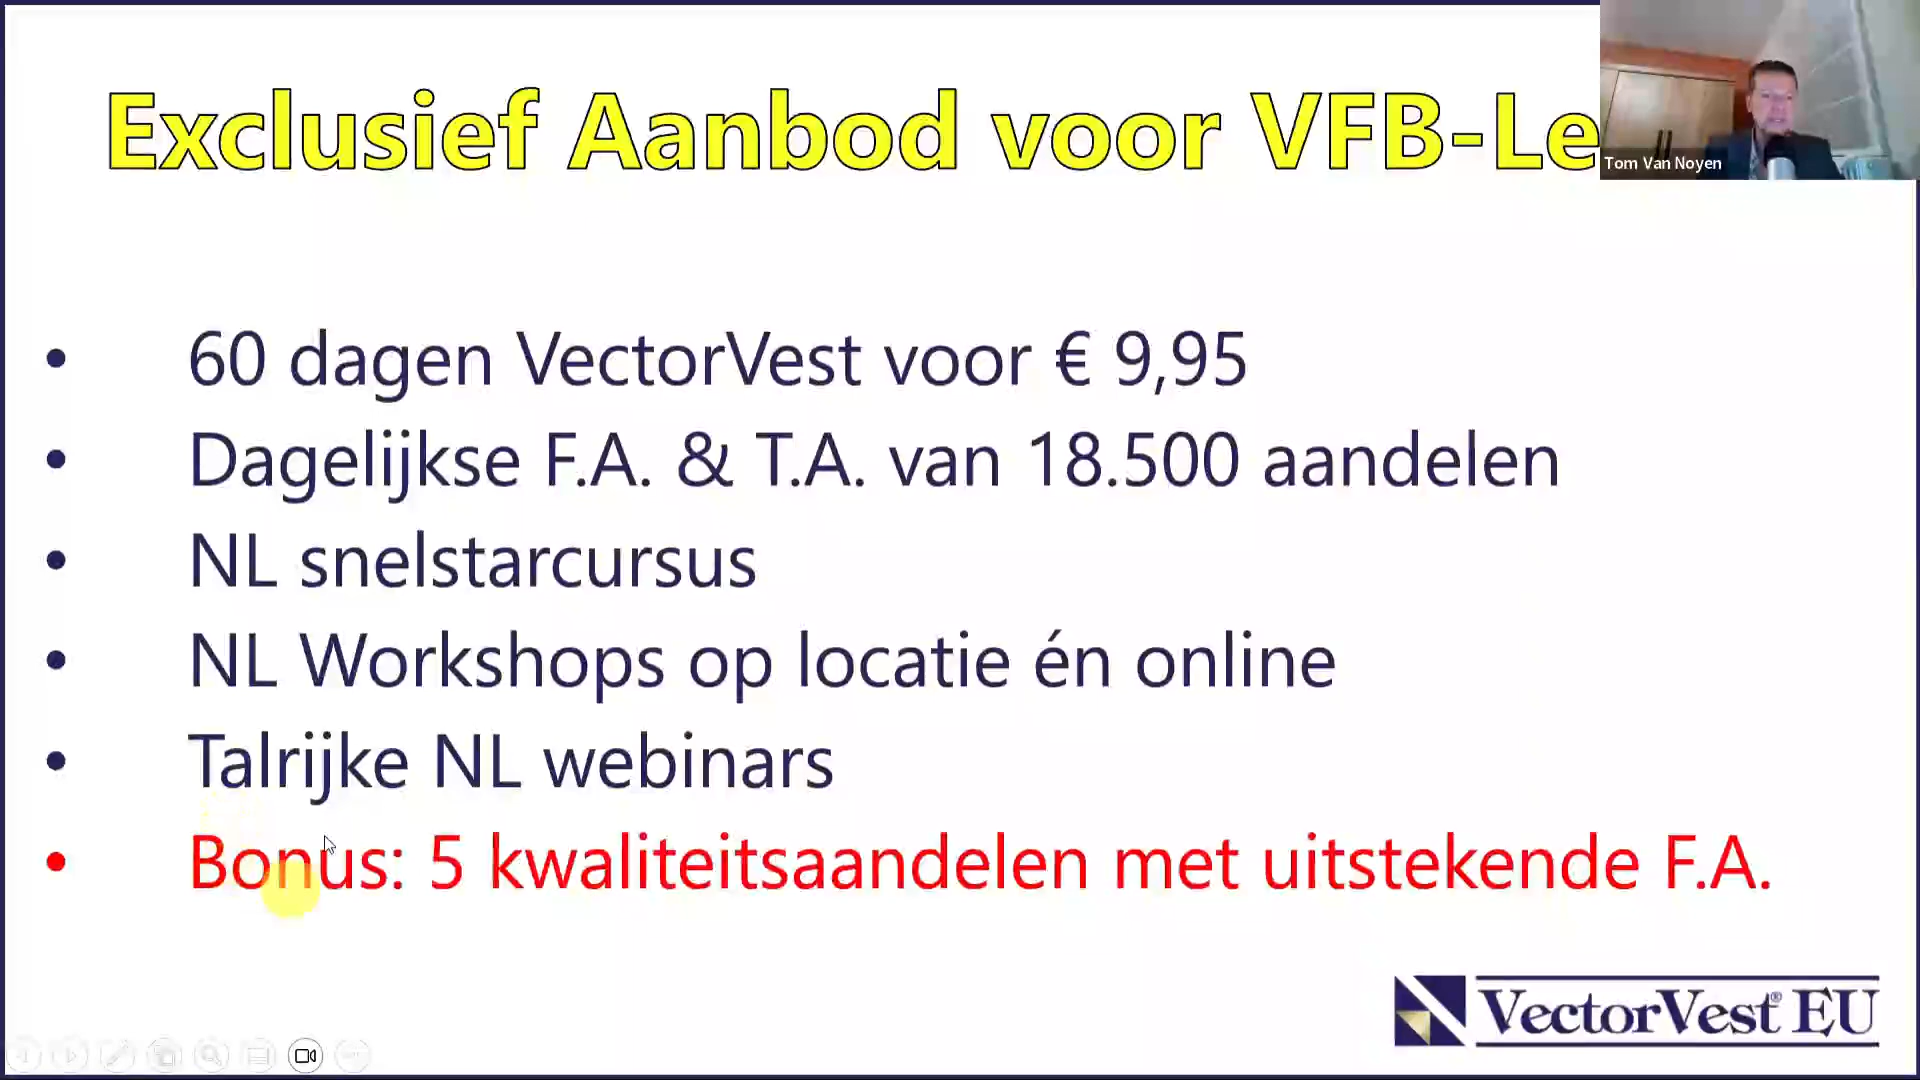 Exclusief Aanbod voor VFB-Le
Tom Van Noyen
• 60 dagen VectorVest voor € 9,95
• Dagelijkse F.A. & T.A. van 18.500 aandelen
• NL snelstarcursus
• NL Workshops op locatie én online
• Talrijke NL webinars
• Bonus: 5 kwaliteitsaandelen met uitstekende F.A.
VectorVest® EU